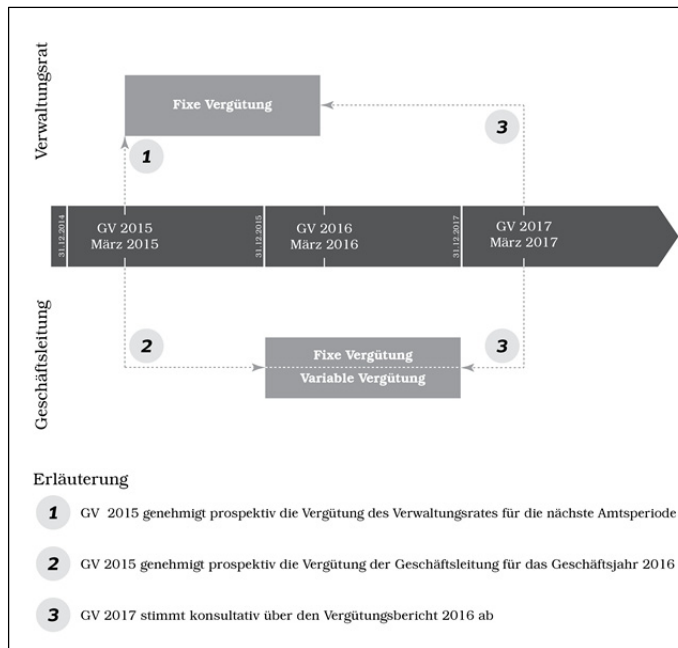 Verwaltungsrat
Fixe Vergütung
1
3
31.12.2014
GV 2015
März 2015
31.12.2015
GV 2016
März 2016
31.12.2017
GV 2017
März 2017
Geschäftsleitung
2
Fixe Vergütung
Variable Vergütung
3
Erläuterung
1 GV 2015 genehmigt prospektiv die Vergütung des Verwaltungsrates für die nächste Amtsperiode
2 GV 2015 genehmigt prospektiv die Vergütung der Geschäftsleitung für das Geschäftsjahr 2016
3 GV 2017 stimmt konsultativ über den Vergütungsbericht 2016 ab